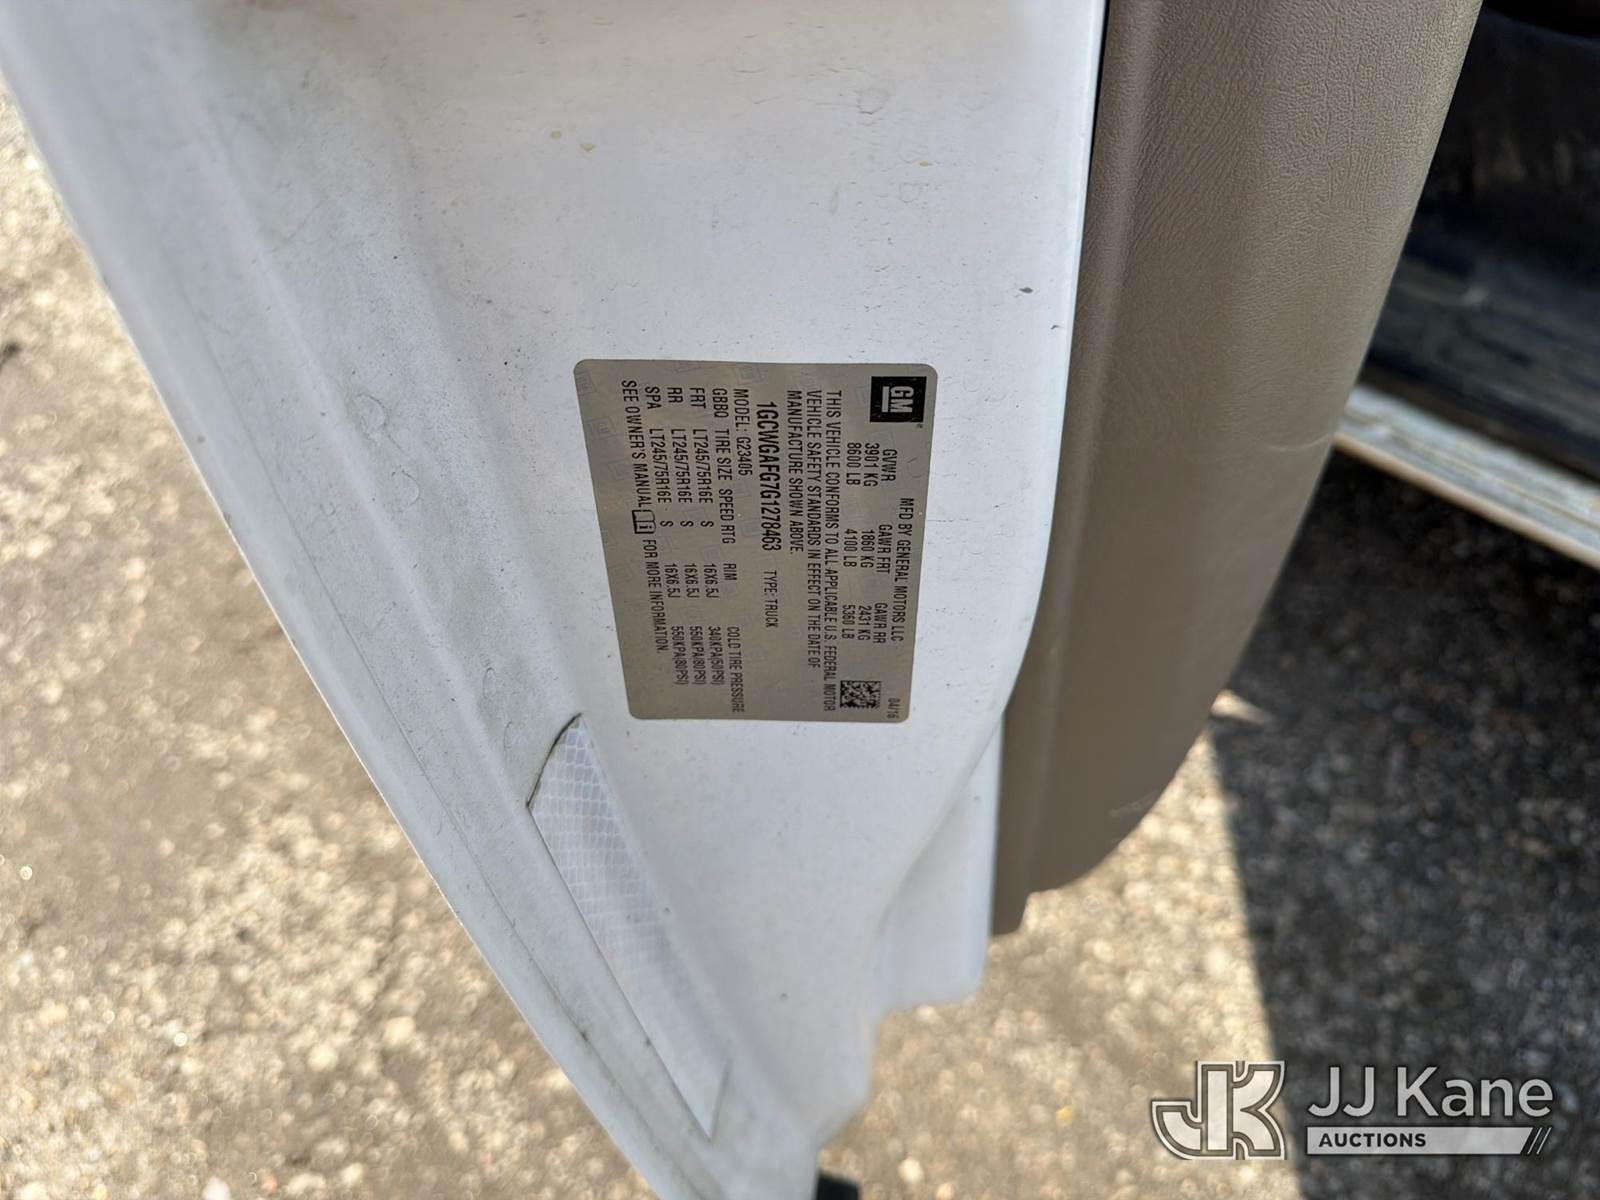 GM
MFD BY GENERAL MOTORS LLC 04/16
GVWR GAWR FRT GAWR RR
3901 KG 1860 KG 2431 KG
8600 LB 4100 LB 5360 LB
THIS VEHICLE CONFORMS TO ALL APPLICABLE U.S. FEDERAL MOTOR
VEHICLE SAFETY STANDARDS IN EFFECT ON THE DATE OF
MANUFACTURE SHOWN ABOVE.
1GCWGAFG7G1278463 TYPE: TRUCK
MODEL: G23405
GBBQ TIRE SIZE SPEED RTG RIM COLD TIRE PRESSURE
FRT LT245/75R16E S 16X6.5J 340KPA(50PSI)
RR LT245/75R16E S 16X6.5J 550KPA(80PSI)
SPA LT245/75R16E S 16X6.5J 550KPA(80PSI)
SEE OWNER'S MANUAL FOR MORE INFORMATION.
JK JJ Kane
AUCTIONS